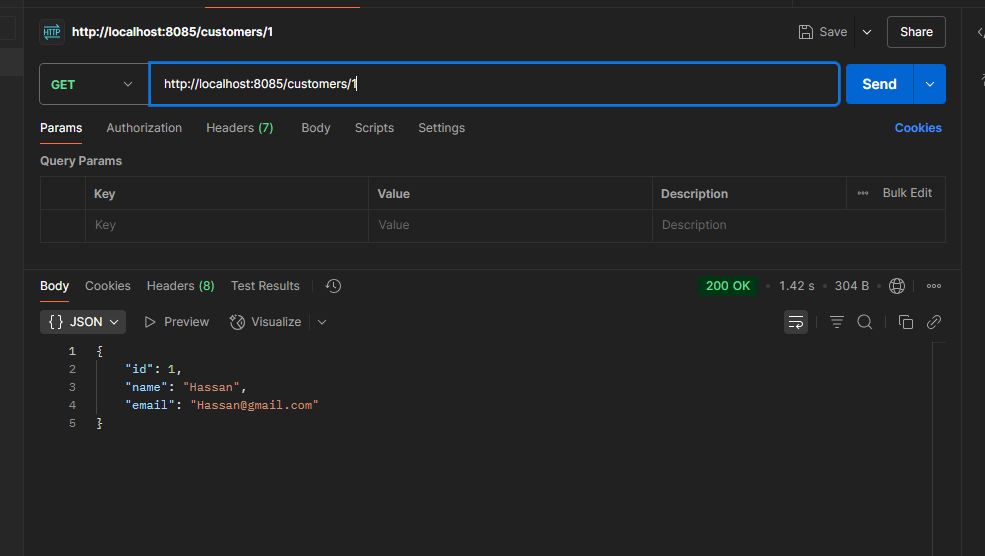 HTTP http://localhost:8085/customers/1 Save Share
GET http://localhost:8085/customers/1 Send
Params Authorization Headers (7) Body Scripts Settings Cookies
Query Params
Key Value Description ••• Bulk Edit
Key Value Description
Body Cookies Headers (8) Test Results 200 OK • 1.42 s • 304 B • •••
{} JSON Preview Visualize
1 {
2 "id": 1,
3 "name": "Hassan",
4 "email": "Hassan@gmail.com"
5 }